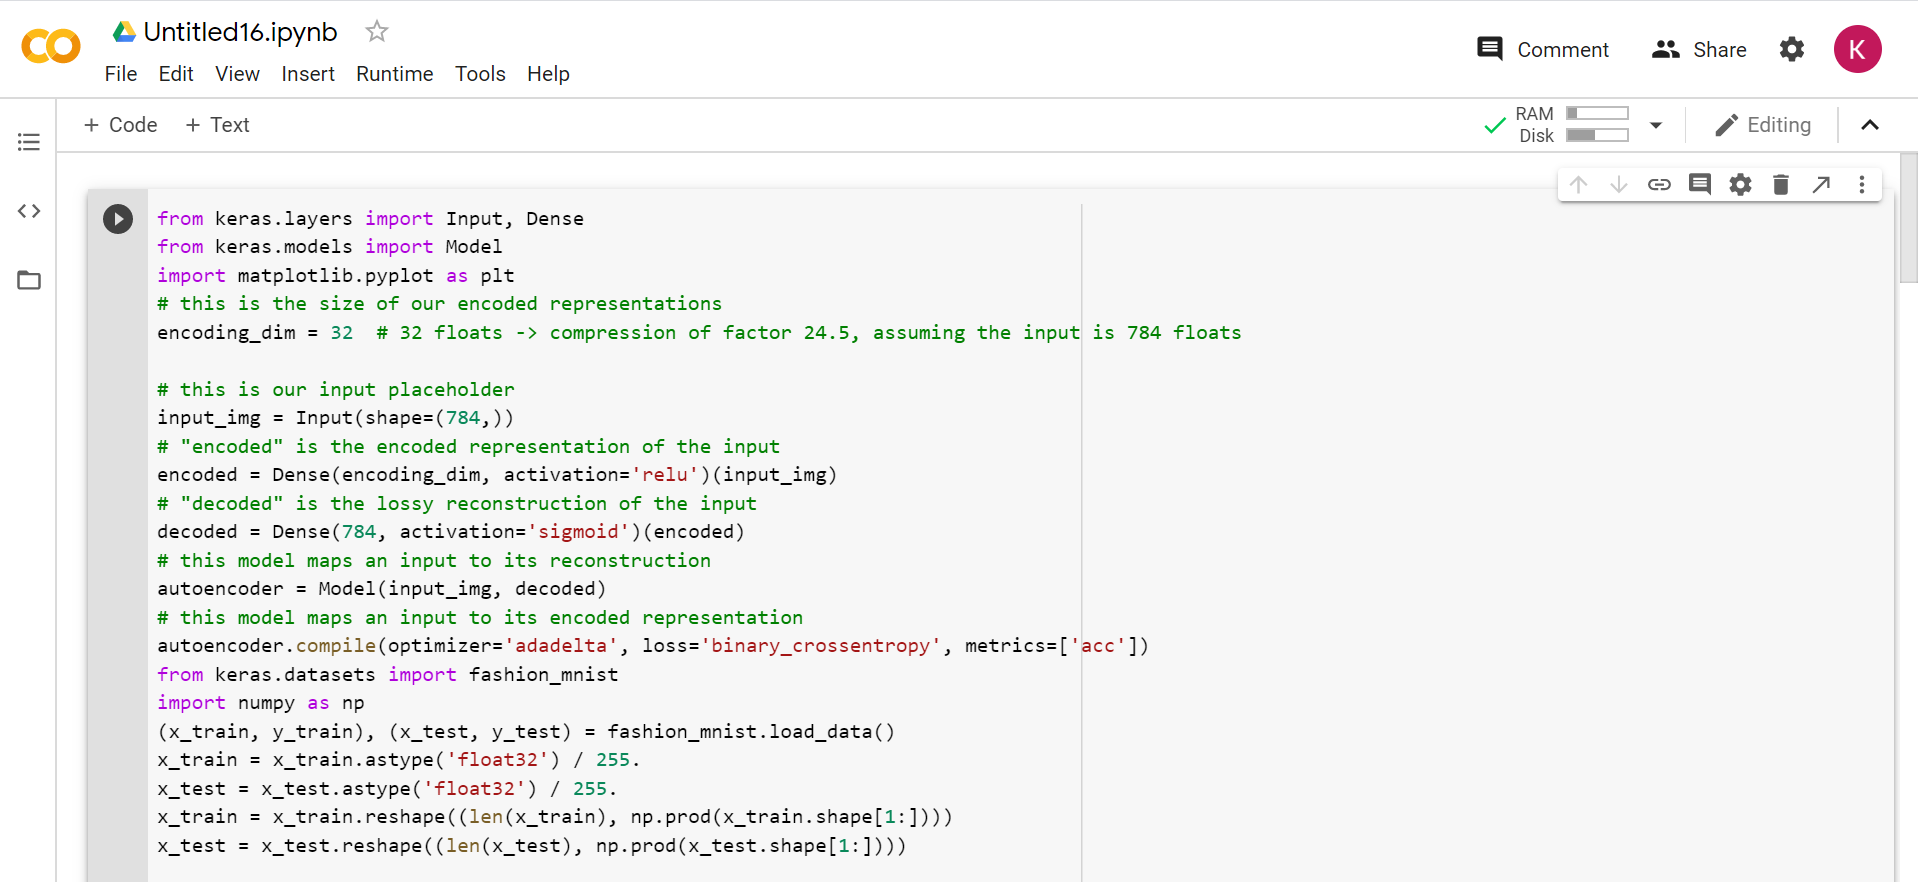 Untitled16.ipynb
File Edit View Insert Runtime Tools Help
Comment Share K
+ Code + Text
RAM
Disk
Editing
from keras.layers import Input, Dense
from keras.models import Model
import matplotlib.pyplot as plt
# this is the size of our encoded representations
encoding_dim = 32  # 32 floats -> compression of factor 24.5, assuming the input is 784 floats
# this is our input placeholder
input_img = Input(shape=(784,))
# "encoded" is the encoded representation of the input
encoded = Dense(encoding_dim, activation='relu')(input_img)
# "decoded" is the lossy reconstruction of the input
decoded = Dense(784, activation='sigmoid')(encoded)
# this model maps an input to its reconstruction
autoencoder = Model(input_img, decoded)
# this model maps an input to its encoded representation
autoencoder.compile(optimizer='adadelta', loss='binary_crossentropy', metrics=['acc'])
from keras.datasets import fashion_mnist
import numpy as np
(x_train, y_train), (x_test, y_test) = fashion_mnist.load_data()
x_train = x_train.astype('float32') / 255.
x_test = x_test.astype('float32') / 255.
x_train = x_train.reshape((len(x_train), np.prod(x_train.shape[1:])))
x_test = x_test.reshape((len(x_test), np.prod(x_test.shape[1:])))